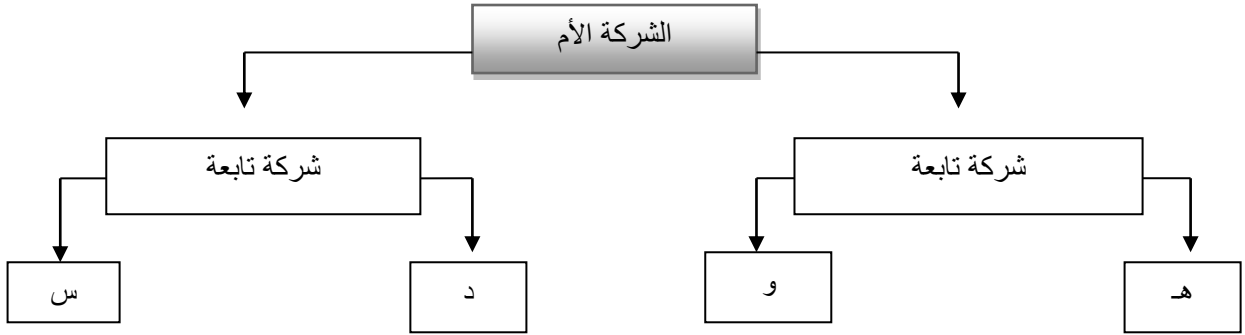 الشركة الأم
شركة تابعة
شركة تابعة
هـ
و
د
س